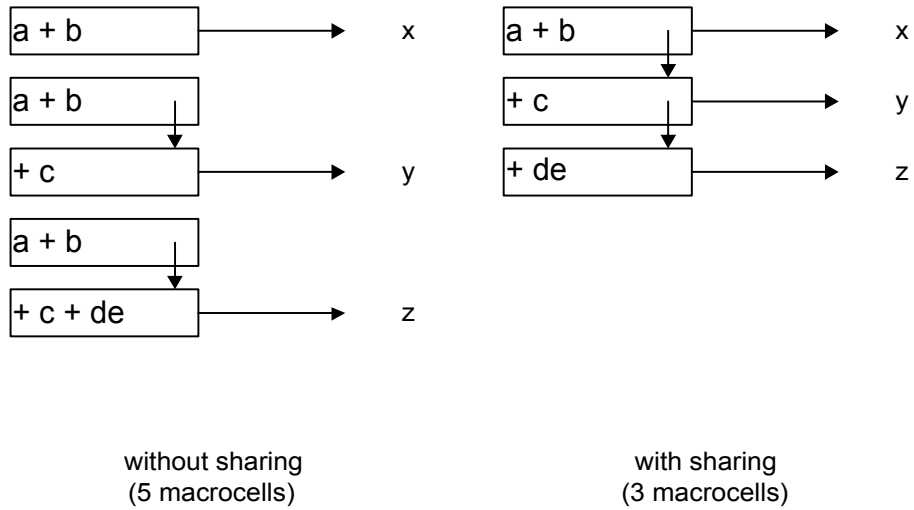 a + b x
a + b
+ c y
a + b
+ c + de z
without sharing
(5 macrocells)
a + b x
+ c y
+ de z
with sharing
(3 macrocells)